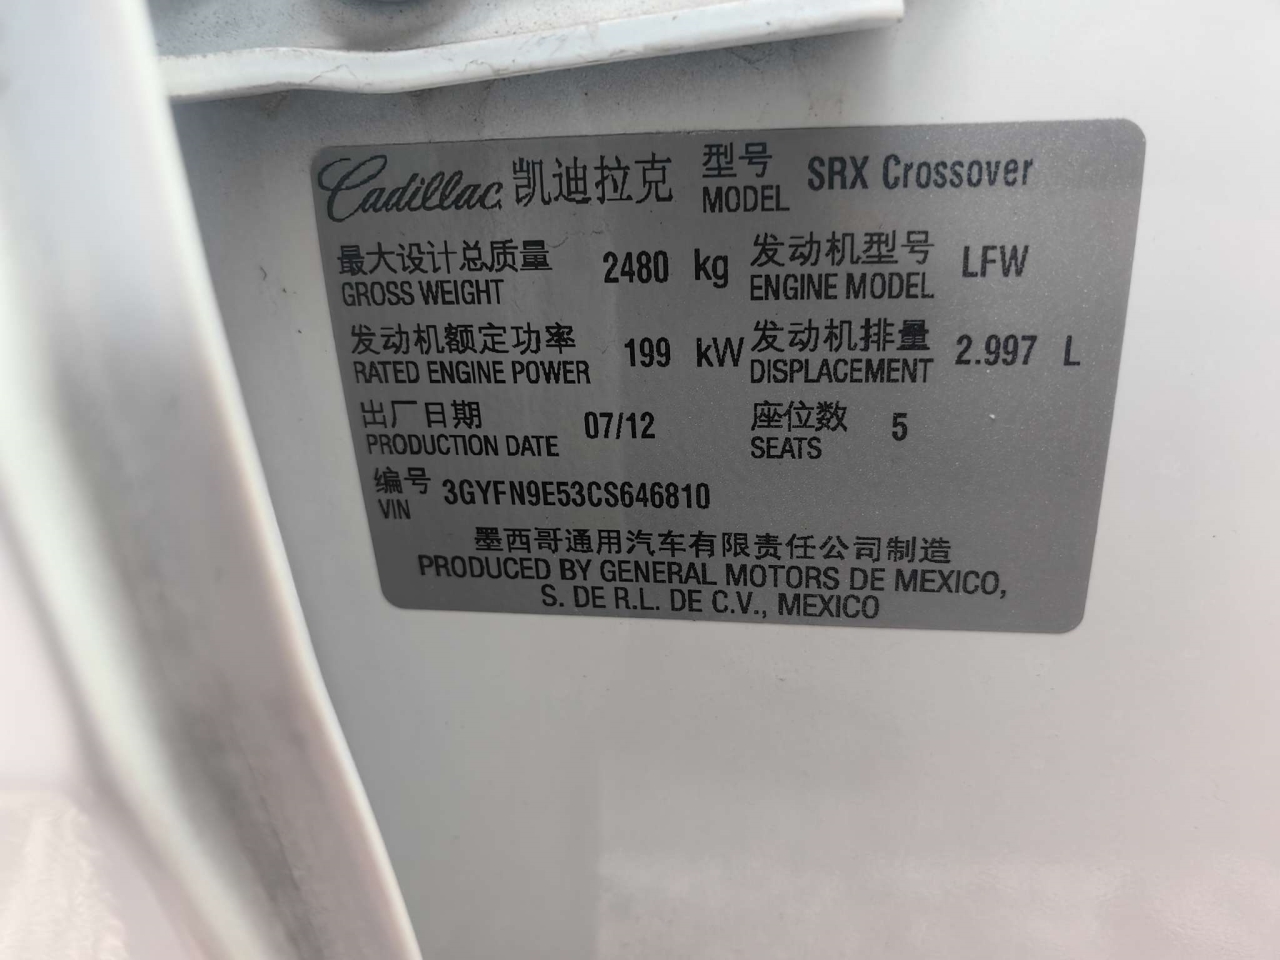 Cadillac 凯迪拉克 型号 MODEL SRX Crossover
最大设计总质量 GROSS WEIGHT 2480 kg 发动机型号 ENGINE MODEL LFW
发动机额定功率 RATED ENGINE POWER 199 kW 发动机排量 DISPLACEMENT 2.997 L
出厂日期 PRODUCTION DATE 07/12 座位数 SEATS 5
编号 VIN 3GYFN9E53CS646810
墨西哥通用汽车有限责任公司制造
PRODUCED BY GENERAL MOTORS DE MEXICO,
S. DE R.L. DE C.V., MEXICO